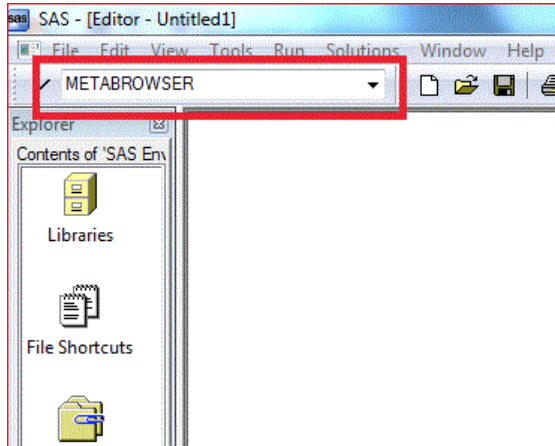 sas SAS - [Editor - Untitled1]
File Edit View Tools Run Solutions Window Help
METABROWSER
Explorer
Contents of 'SAS Env
Libraries
File Shortcuts